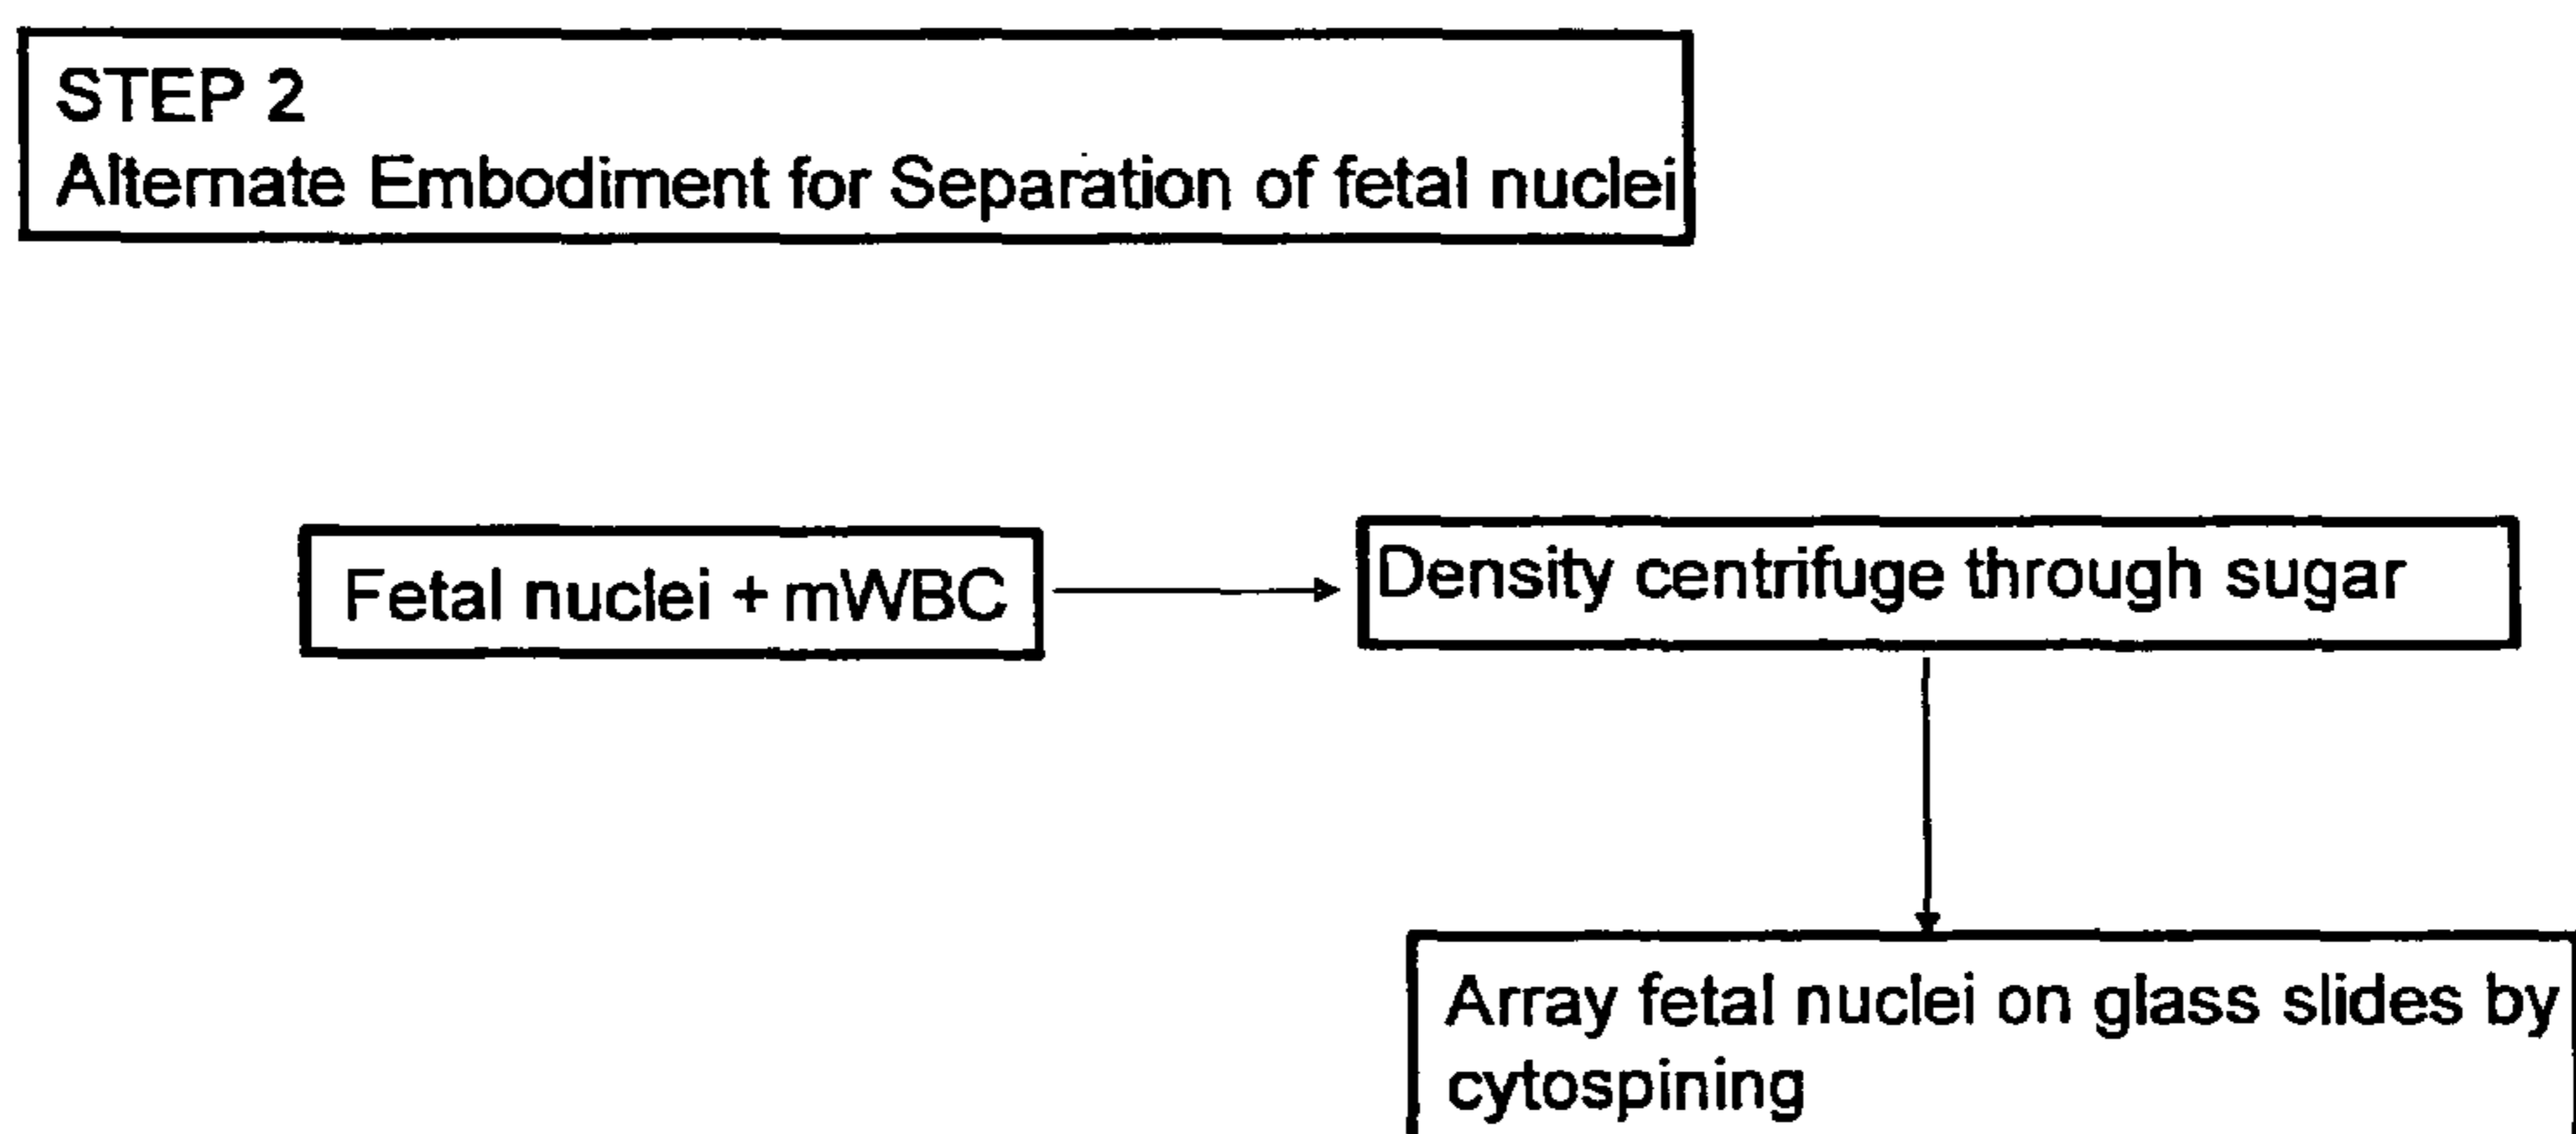 STEP 2
Alternate Embodiment for Separation of fetal nuclei
Fetal nuclei + mWBC
Density centrifuge through sugar
Array fetal nuclei on glass slides by
cytospining